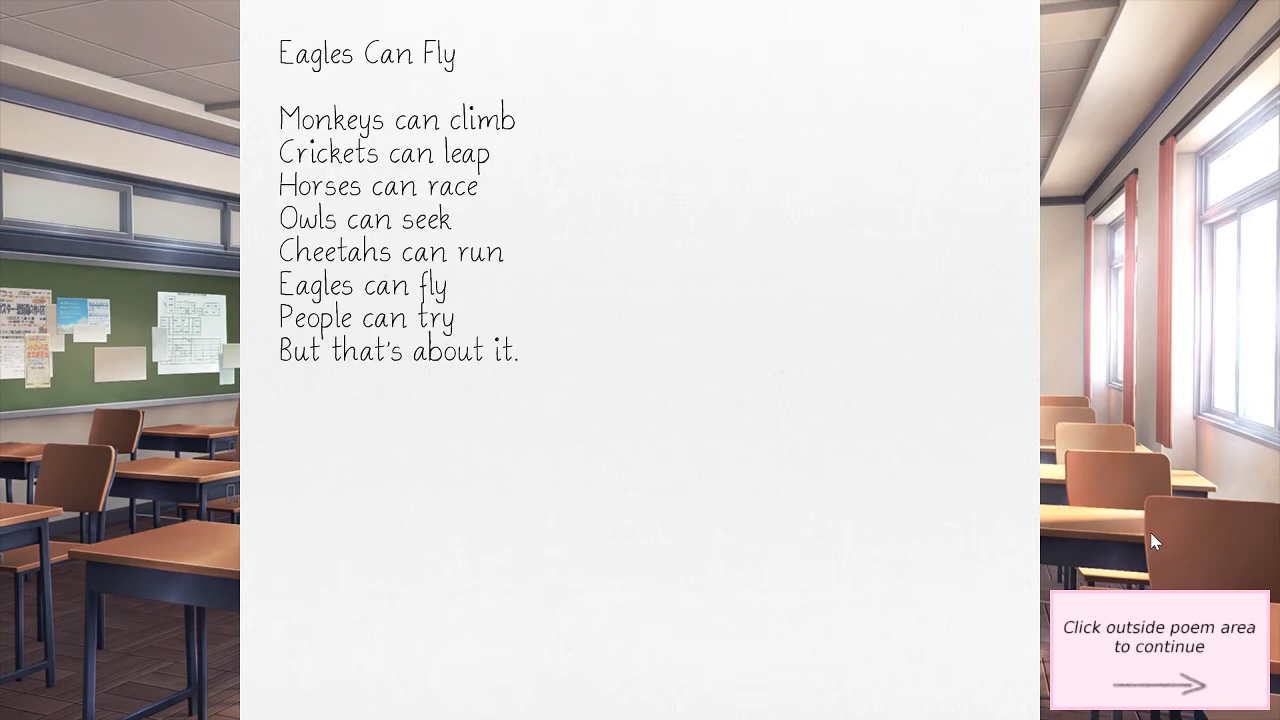 Eagles Can Fly
Monkeys can climb
Crickets can leap
Horses can race
Owls can seek
Cheetahs can run
Eagles can fly
People can try
But that's about it.
Click outside poem area
to continue